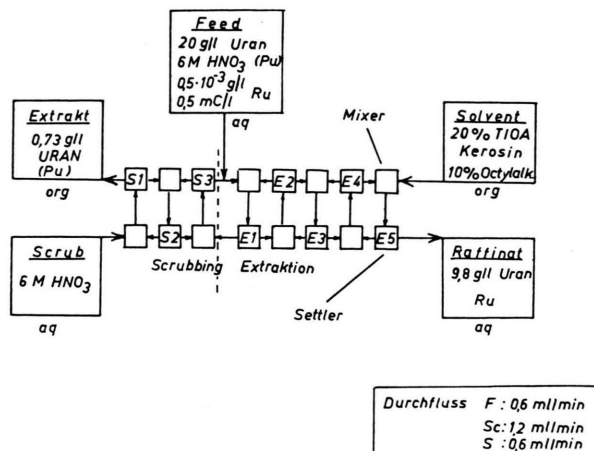 Feed
20 g/l Uran
6M HNO3 (Pu)
0,5·10-3 g/l
0,5 mC/l Ru
aq
Extrakt
0,73 g/l
URAN
(Pu)
org
Mixer
Solvent
20% TIOA
Kerosin
10% Octylalk.
org
S1
S3
E2
E4
S2
E1
E3
E5
Scrub
6 M HNO3
aq
Scrubbing
Extraktion
Settler
Raffinat
9,8 g/l Uran
Ru
aq
Durchfluss F : 0,6 ml/min
Sc: 1,2 ml/min
S : 0,6 ml/min